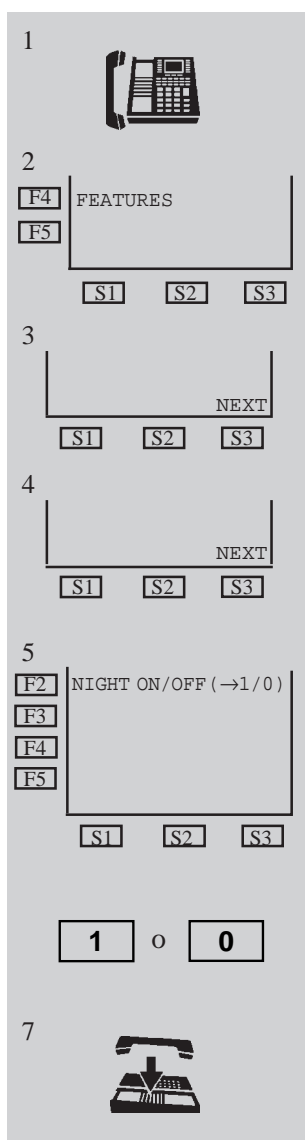 1
2
F4 FEATURES
F5
S1 S2 S3
3
NEXT
S1 S2 S3
4
NEXT
S1 S2 S3
5
F2 NIGHT ON/OFF(→1/0)
F3
F4
F5
S1 S2 S3
1 o 0
7